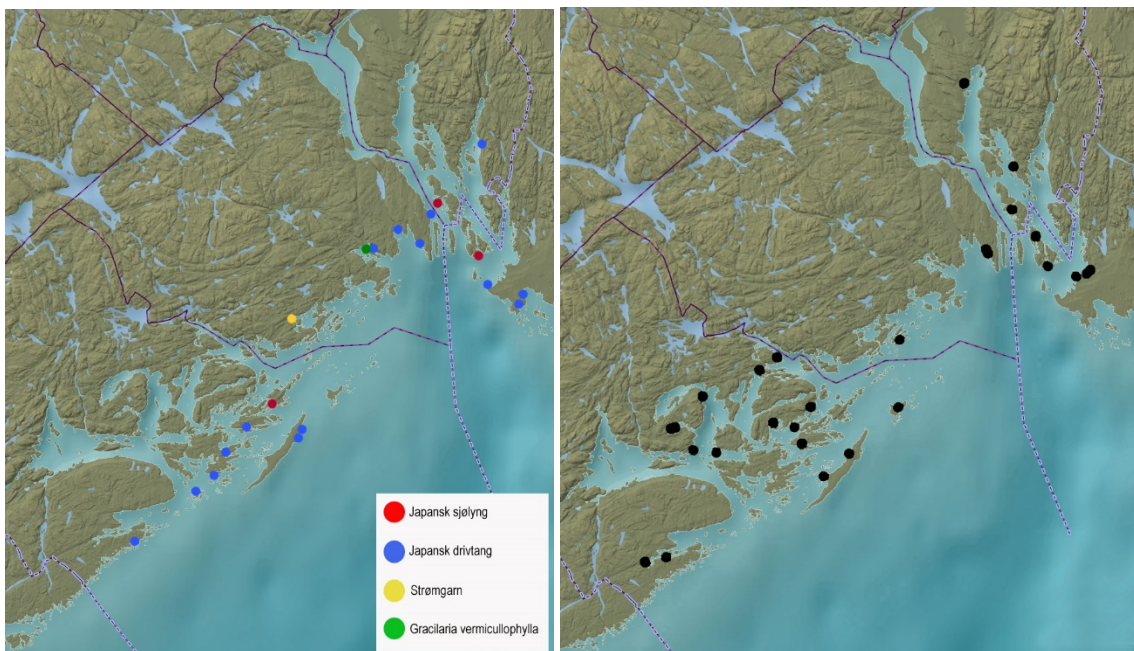 Japansk sjølyng
Japansk drivtang
Strømgarn
Gracilaria vermicullophylla